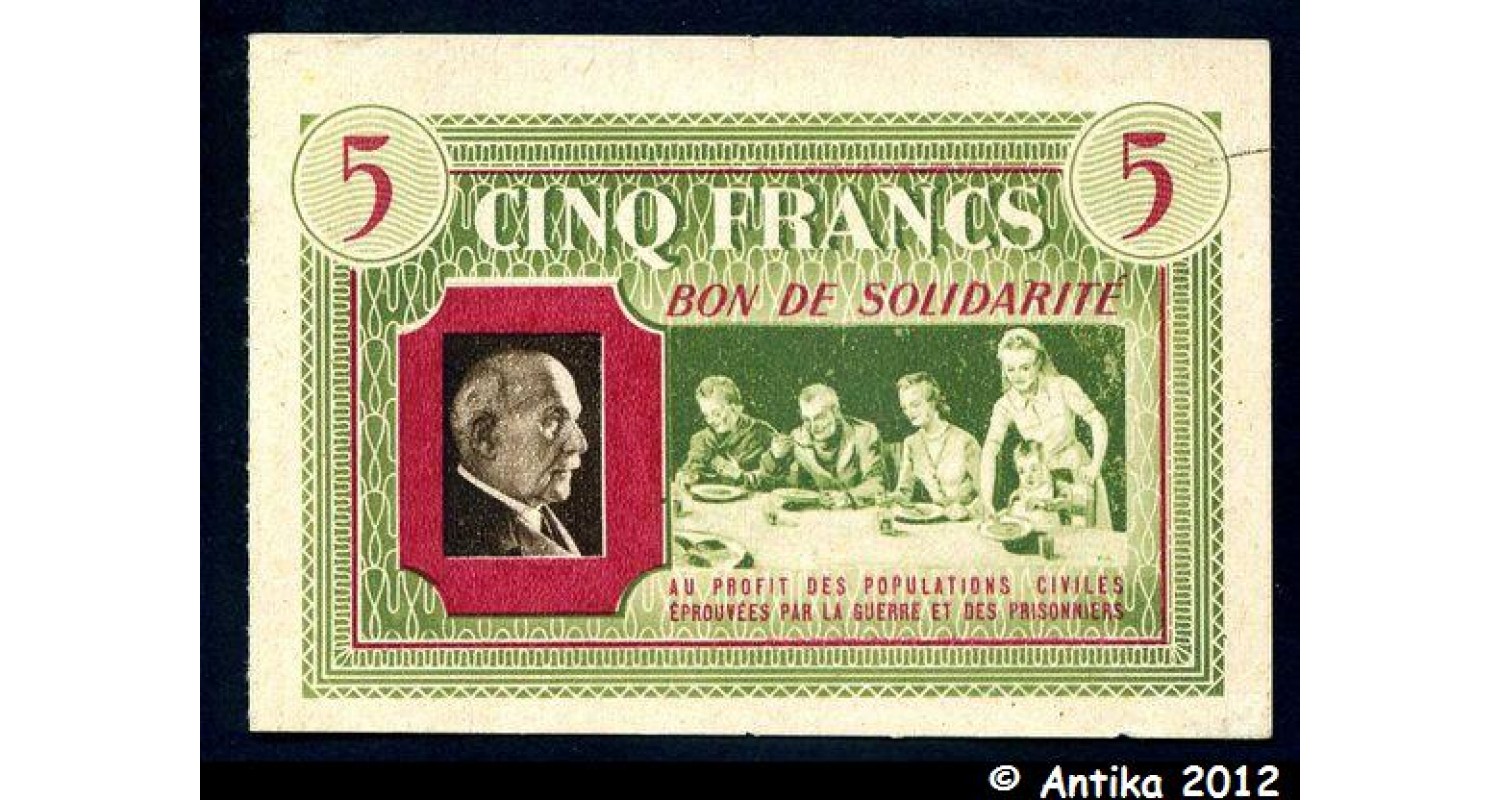 5 5
CINQ FRANCS
BON DE SOLIDARITÉ
AU PROFIT DES POPULATIONS CIVILES
ÉPROUVÉES PAR LA GUERRE ET DES PRISONNIERS
© Antika 2012